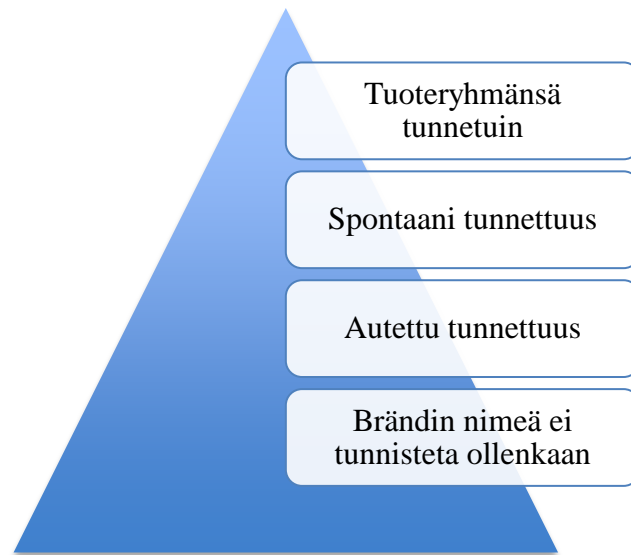 Tuoteryhmänsä
tunnetuin
Spontaani tunnettuus
Autettu tunnettuus
Brändin nimeä ei
tunnisteta ollenkaan